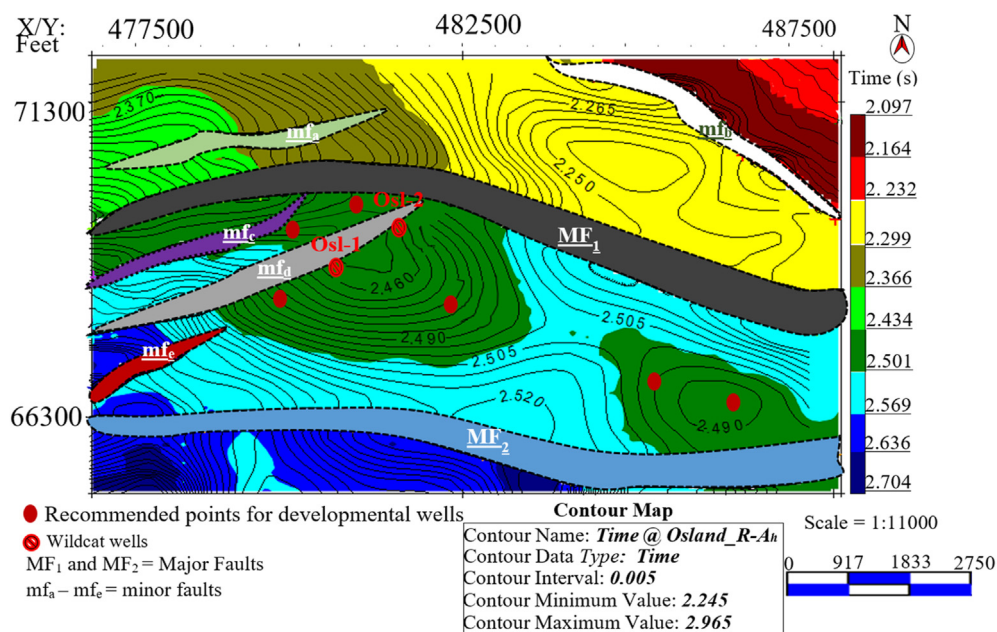 X/Y:
Feet
477500
482500
487500
N
Time (s)
71300
66300
2.370
mfₐ
2.265
mf_b
2.250
Osl-2
mf_c
Osl-1
MF₁
mf_d
2.460
2.505
2.490
2.505
mfₑ
2.520
2.490
MF₂
2.097
2.164
2.232
2.299
2.366
2.434
2.501
2.569
2.636
2.704
Recommended points for developmental wells
Wildcat wells
MF₁ and MF₂ = Major Faults
mfₐ – mfₑ = minor faults
Contour Map
Contour Name: Time @ Osland_R-Aₕ
Contour Data Type: Time
Contour Interval: 0.005
Contour Minimum Value: 2.245
Contour Maximum Value: 2.965
Scale = 1:11000
0 917 1833 2750